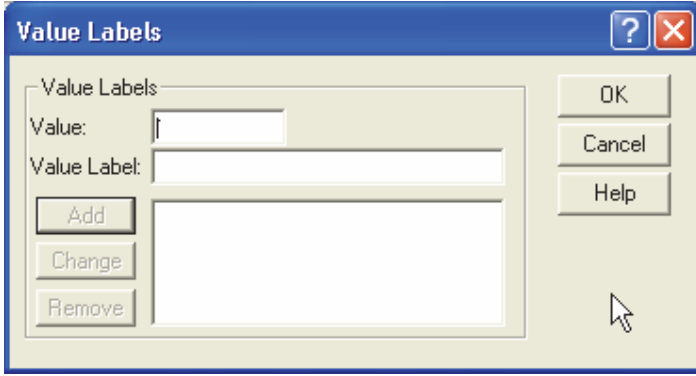 Value Labels
Value Labels
OK
Value:
Cancel
Value Label:
Help
Add
Change
Remove